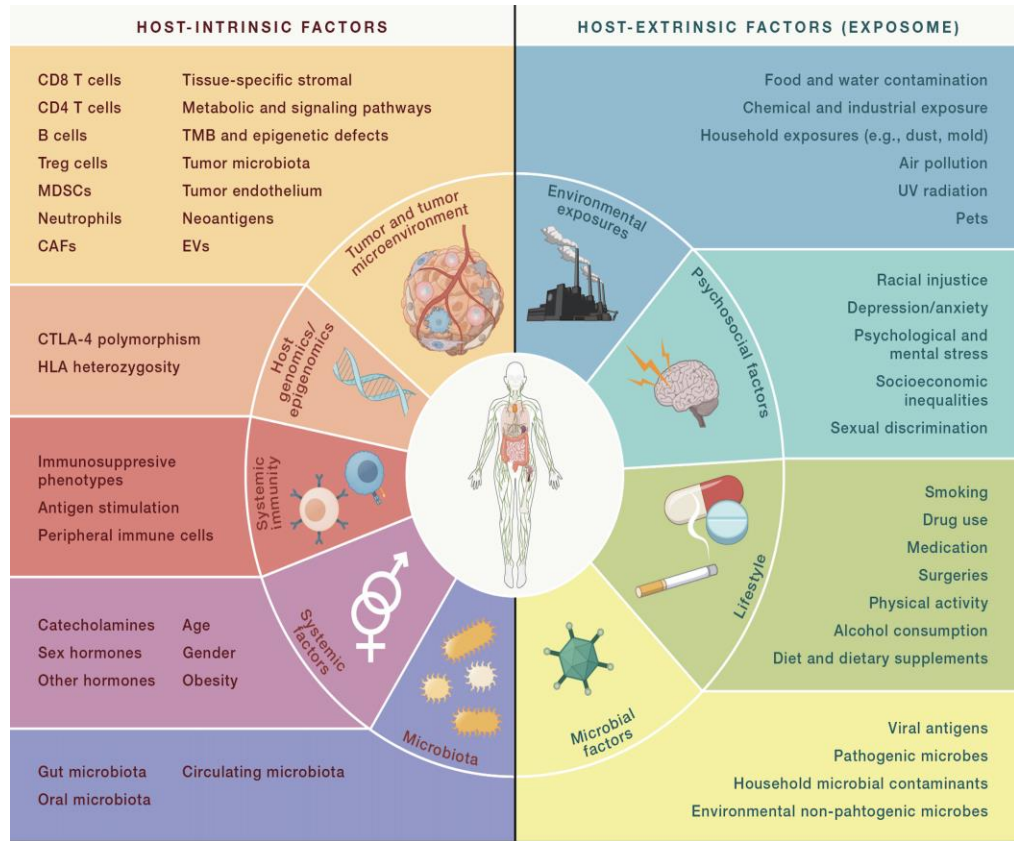 HOST-INTRINSIC FACTORS
CD8 T cells
CD4 T cells
B cells
Treg cells
MDSCs
Neutrophils
CAFs
Tissue-specific stromal
Metabolic and signaling pathways
TMB and epigenetic defects
Tumor microbiota
Tumor endothelium
Neoantigens
EVs
Tumor and tumor
microenvironment
CTLA-4 polymorphism
HLA heterozygosity
Host
genomics/
epigenomics
Immunosuppresive
phenotypes
Antigen stimulation
Peripheral immune cells
Systemic
immunity
Catecholamines
Sex hormones
Other hormones
Age
Gender
Obesity
Systemic
factors
Gut microbiota
Oral microbiota
Circulating microbiota
Microbiota
HOST-EXTRINSIC FACTORS (EXPOSOME)
Food and water contamination
Chemical and industrial exposure
Household exposures (e.g., dust, mold)
Air pollution
UV radiation
Pets
Environmental
exposures
Racial injustice
Depression/anxiety
Psychological and
mental stress
Socioeconomic
inequalities
Sexual discrimination
Psychosocial factors
Smoking
Drug use
Medication
Surgeries
Physical activity
Alcohol consumption
Diet and dietary supplements
Lifestyle
Viral antigens
Pathogenic microbes
Household microbial contaminants
Environmental non-pahtogenic microbes
Microbial
factors